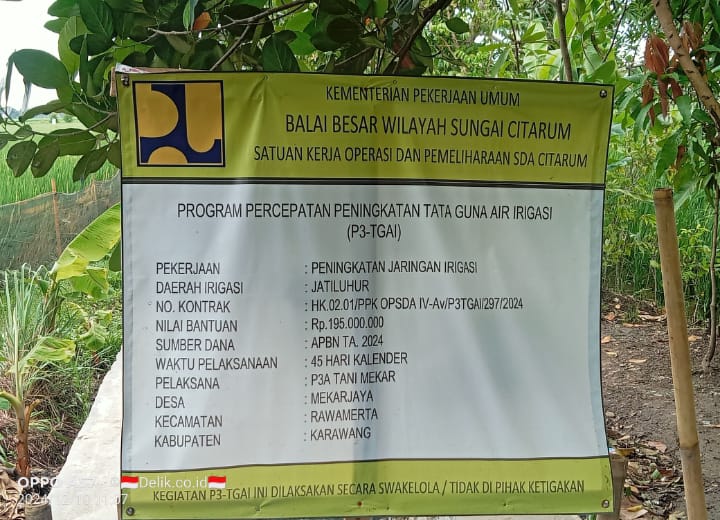 KEMENTERIAN PEKERJAAN UMUM
BALAI BESAR WILAYAH SUNGAI CITARUM
SATUAN KERJA OPERASI DAN PEMELIHARAAN SDA CITARUM
PROGRAM PERCEPATAN PENINGKATAN TATA GUNA AIR IRIGASI
(P3-TGAI)
PEKERJAAN : PENINGKATAN JARINGAN IRIGASI
DAERAH IRIGASI : JATILUHUR
NO. KONTRAK : HK.02.01/PPK OPSDA IV-Av/P3TGAI/297/2024
NILAI BANTUAN : Rp.195.000.000
SUMBER DANA : APBN TA. 2024
WAKTU PELAKSANAAN : 45 HARI KALENDER
PELAKSANA : P3A TANI MEKAR
DESA : MEKARJAYA
KECAMATAN : RAWAMERTA
KABUPATEN : KARAWANG
KEGIATAN P3-TGAI INI DILAKSAKAN SECARA SWAKELOLA / TIDAK DI PIHAK KETIGAKAN
OPPO
Delik.co.id